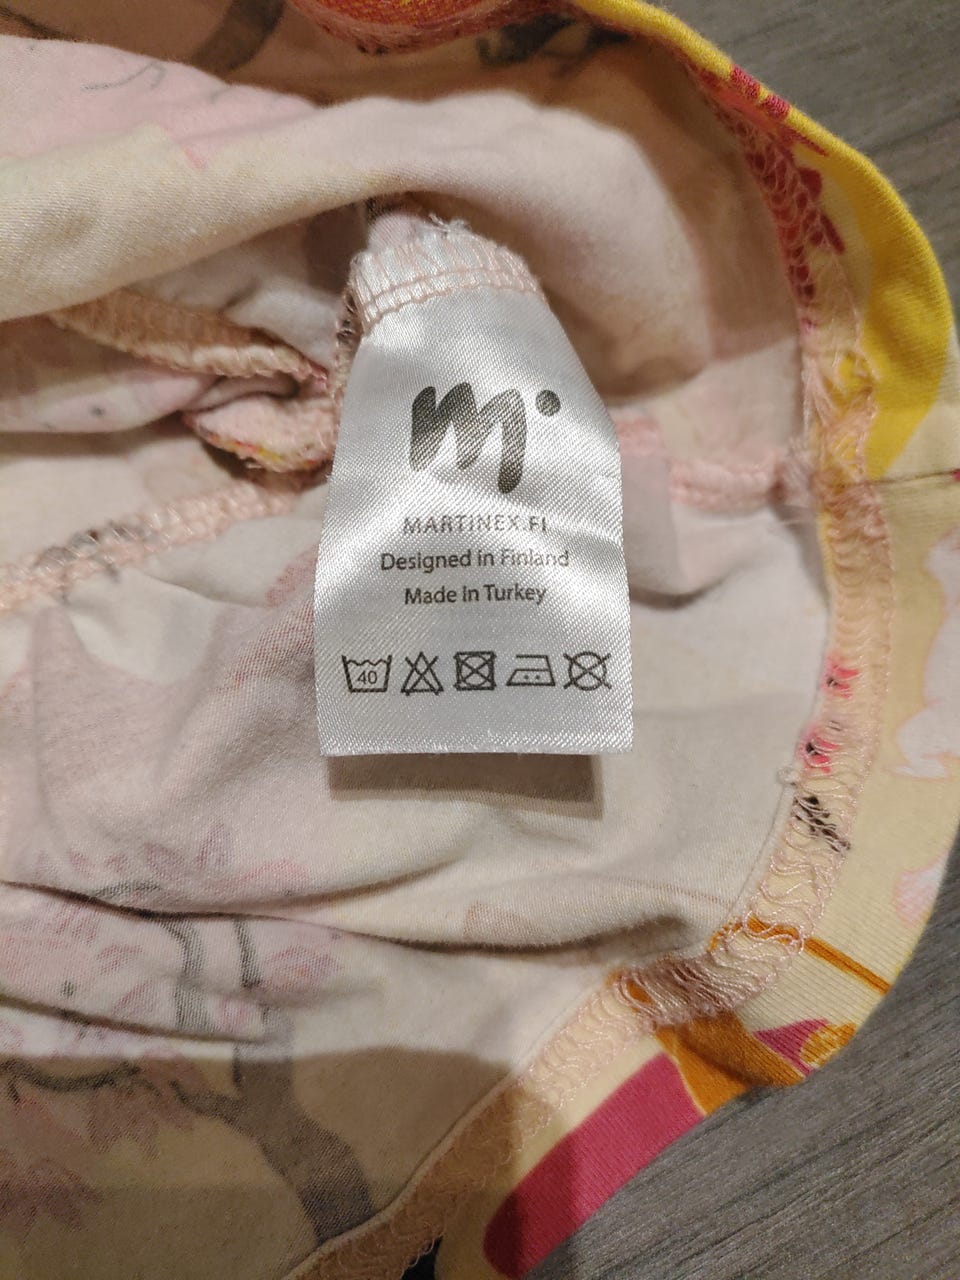 m
MARTINEX.FI
Designed in Finland
Made in Turkey
40